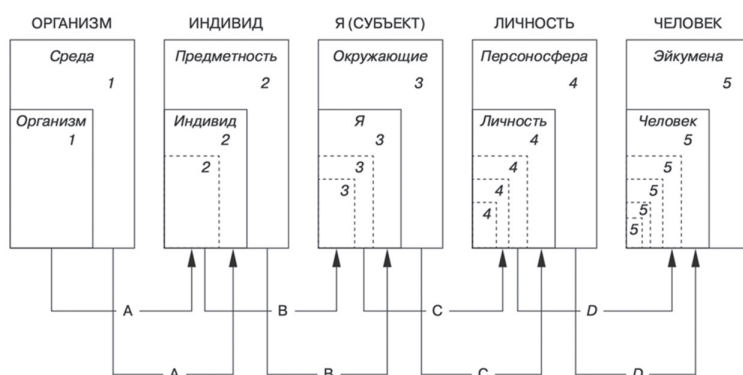 ОРГАНИЗМ ИНДИВИД Я (СУБЪЕКТ) ЛИЧНОСТЬ ЧЕЛОВЕК
Среда Предметность Окружающие Персоносфера Эйкумена
1 2 3 4 5
Организм Индивид Я Личность Человек
1 2 3 4 5
2 3 4 5
3 4 5
4 5
5
A B C D
A B C D